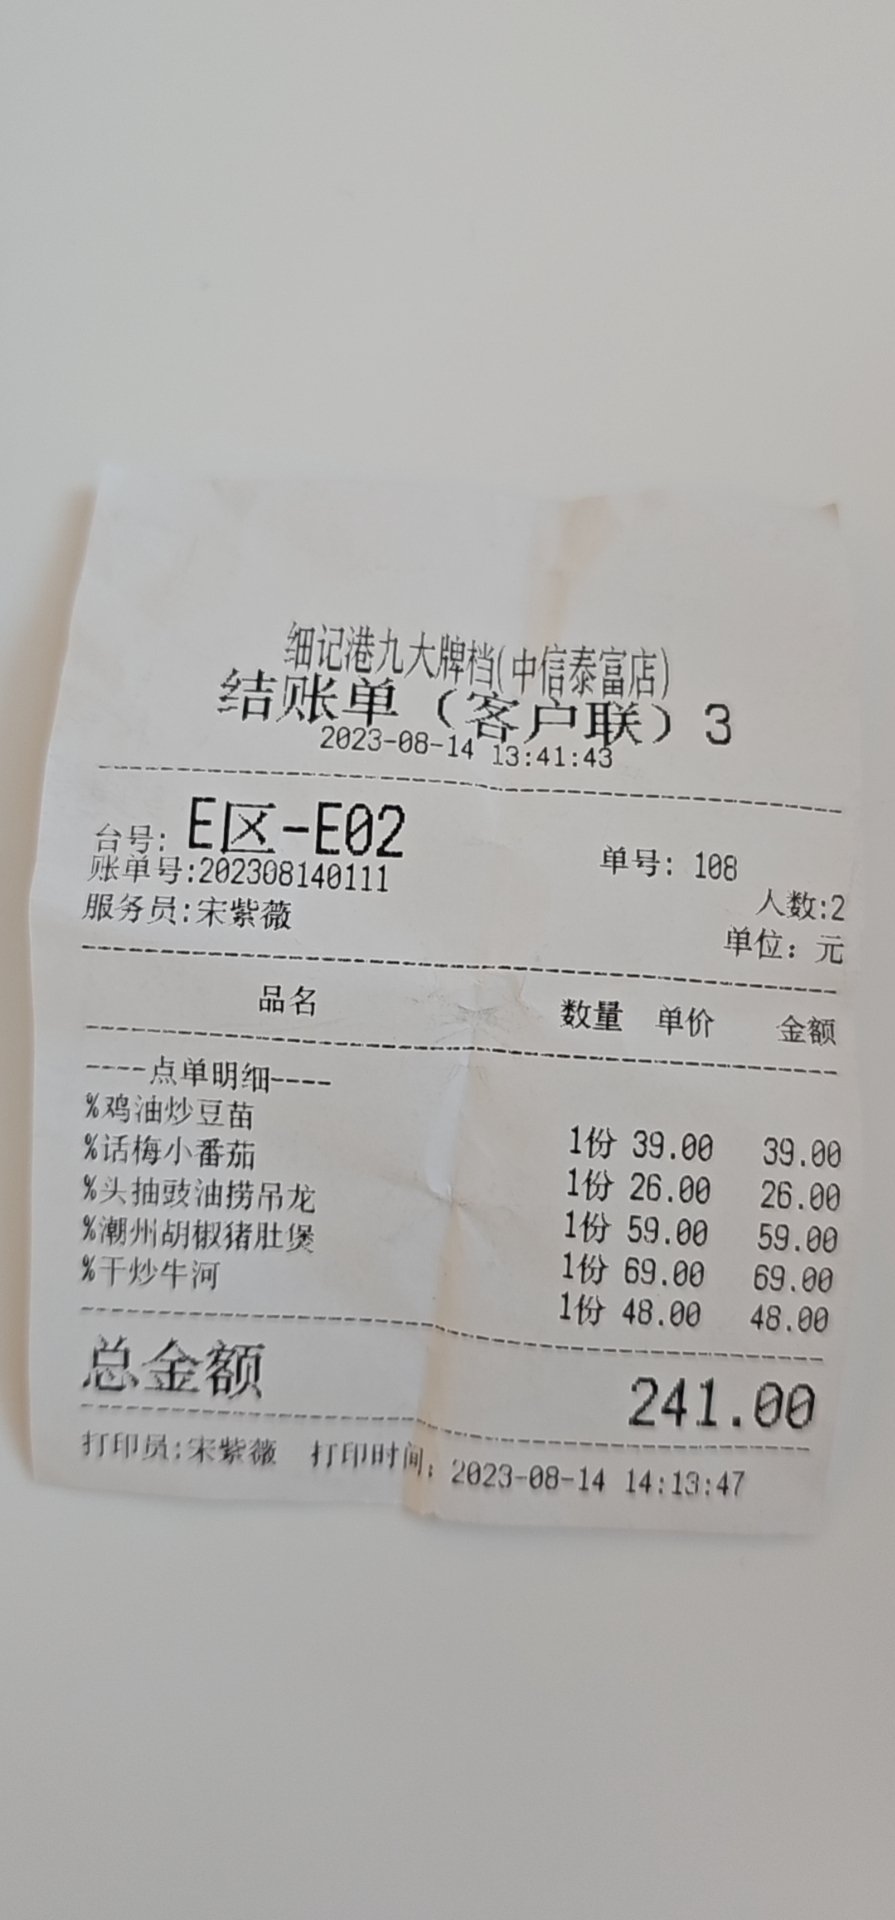 细记港九大牌档(中信泰富店)
结账单（客户联）3
2023-08-14 13:41:43
台号: E区-E02 单号: 108
账单号:202308140111 人数:2
服务员:宋紫薇 单位: 元
品名 数量 单价 金额
----点单明细----
%鸡油炒豆苗 1份 39.00 39.00
%话梅小番茄 1份 26.00 26.00
%头抽豉油捞吊龙 1份 59.00 59.00
%潮州胡椒猪肚煲 1份 69.00 69.00
%干炒牛河 1份 48.00 48.00
总金额 241.00
打印员:宋紫薇 打印时间: 2023-08-14 14:13:47